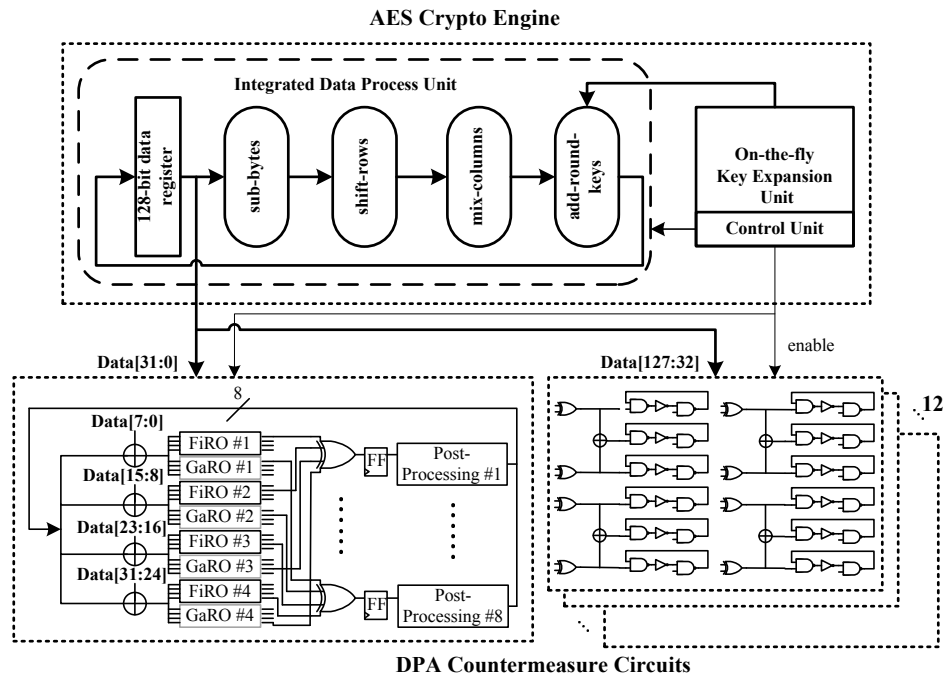 AES Crypto Engine
Integrated Data Process Unit
128-bit data
register
sub-bytes
shift-rows
mix-columns
add-round-
keys
On-the-fly
Key Expansion
Unit
Control Unit
Data[31:0]
Data[127:32]
enable
8
Data[7:0]
Data[15:8]
Data[23:16]
Data[31:24]
FiRO #1
GaRO #1
FiRO #2
GaRO #2
FiRO #3
GaRO #3
FiRO #4
GaRO #4
FF
Post-
Processing #1
FF
Post-
Processing #8
12
DPA Countermeasure Circuits